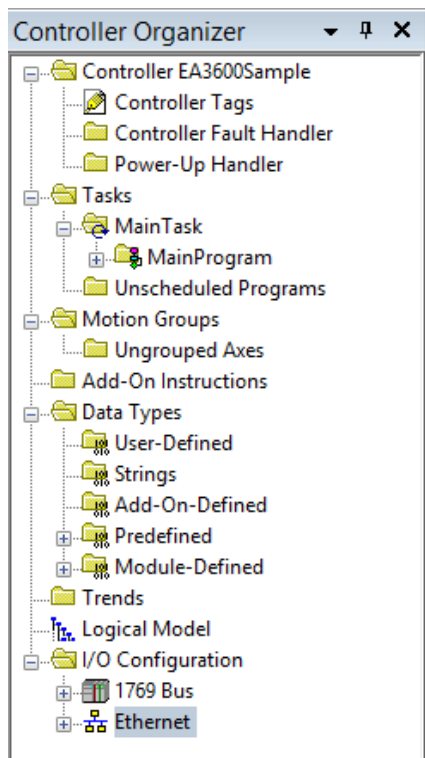 Controller Organizer
Controller EA3600Sample
Controller Tags
Controller Fault Handler
Power-Up Handler
Tasks
MainTask
MainProgram
Unscheduled Programs
Motion Groups
Ungrouped Axes
Add-On Instructions
Data Types
User-Defined
Strings
Add-On-Defined
Predefined
Module-Defined
Trends
Logical Model
I/O Configuration
1769 Bus
Ethernet